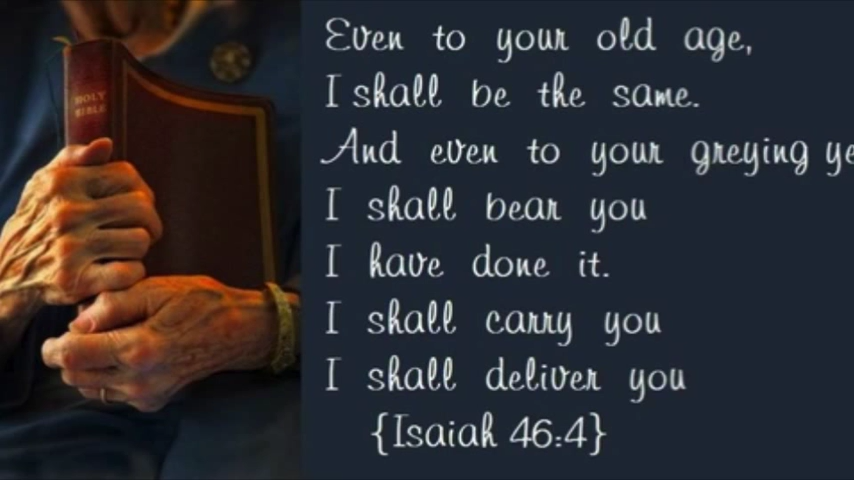 HOLY
BIBLE
Even to your old age,
I shall be the same.
And even to your greying
I shall bear you
I have done it.
I shall carry you
I shall deliver you
{Isaiah 46:4}